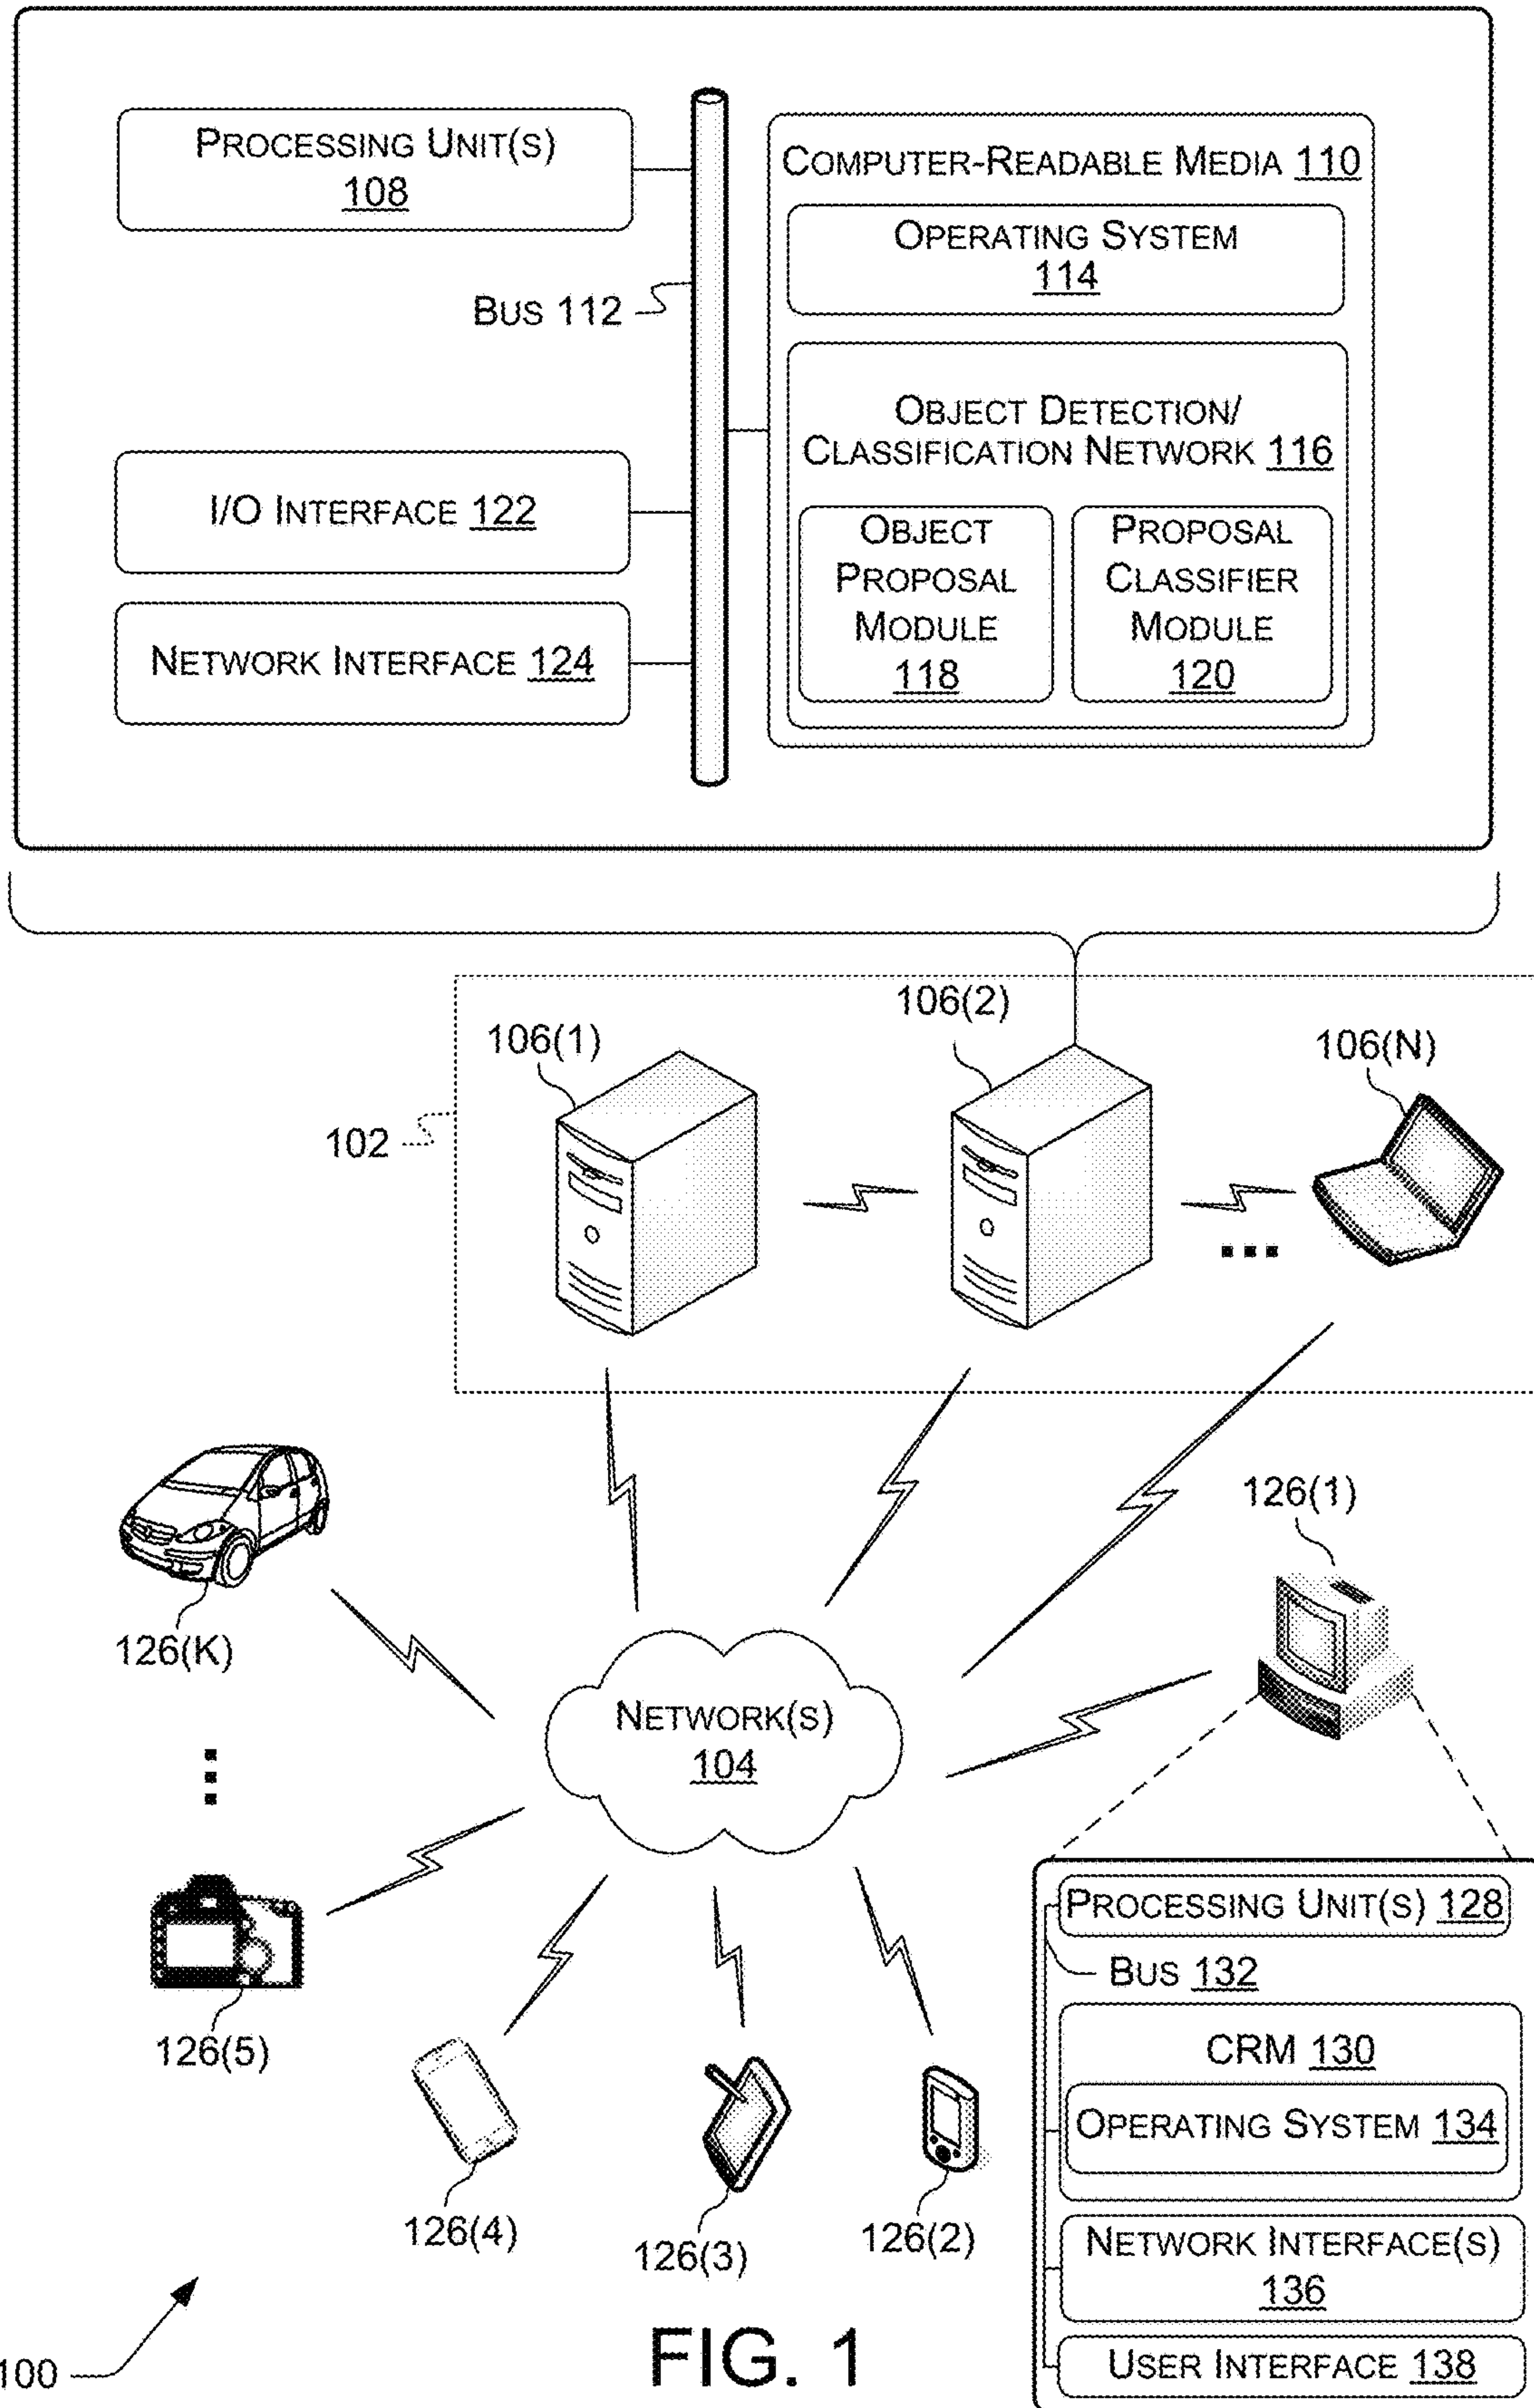 PROCESSING UNIT(S)
108
BUS 112
I/O INTERFACE 122
NETWORK INTERFACE 124
COMPUTER-READABLE MEDIA 110
OPERATING SYSTEM
114
OBJECT DETECTION/
CLASSIFICATION NETWORK 116
OBJECT
PROPOSAL
MODULE
118
PROPOSAL
CLASSIFIER
MODULE
120
102
106(1)
106(2)
106(N)
126(K)
126(1)
NETWORK(S)
104
126(5)
126(4)
126(3)
126(2)
PROCESSING UNIT(S) 128
BUS 132
CRM 130
OPERATING SYSTEM 134
NETWORK INTERFACE(S)
136
USER INTERFACE 138
100
FIG. 1